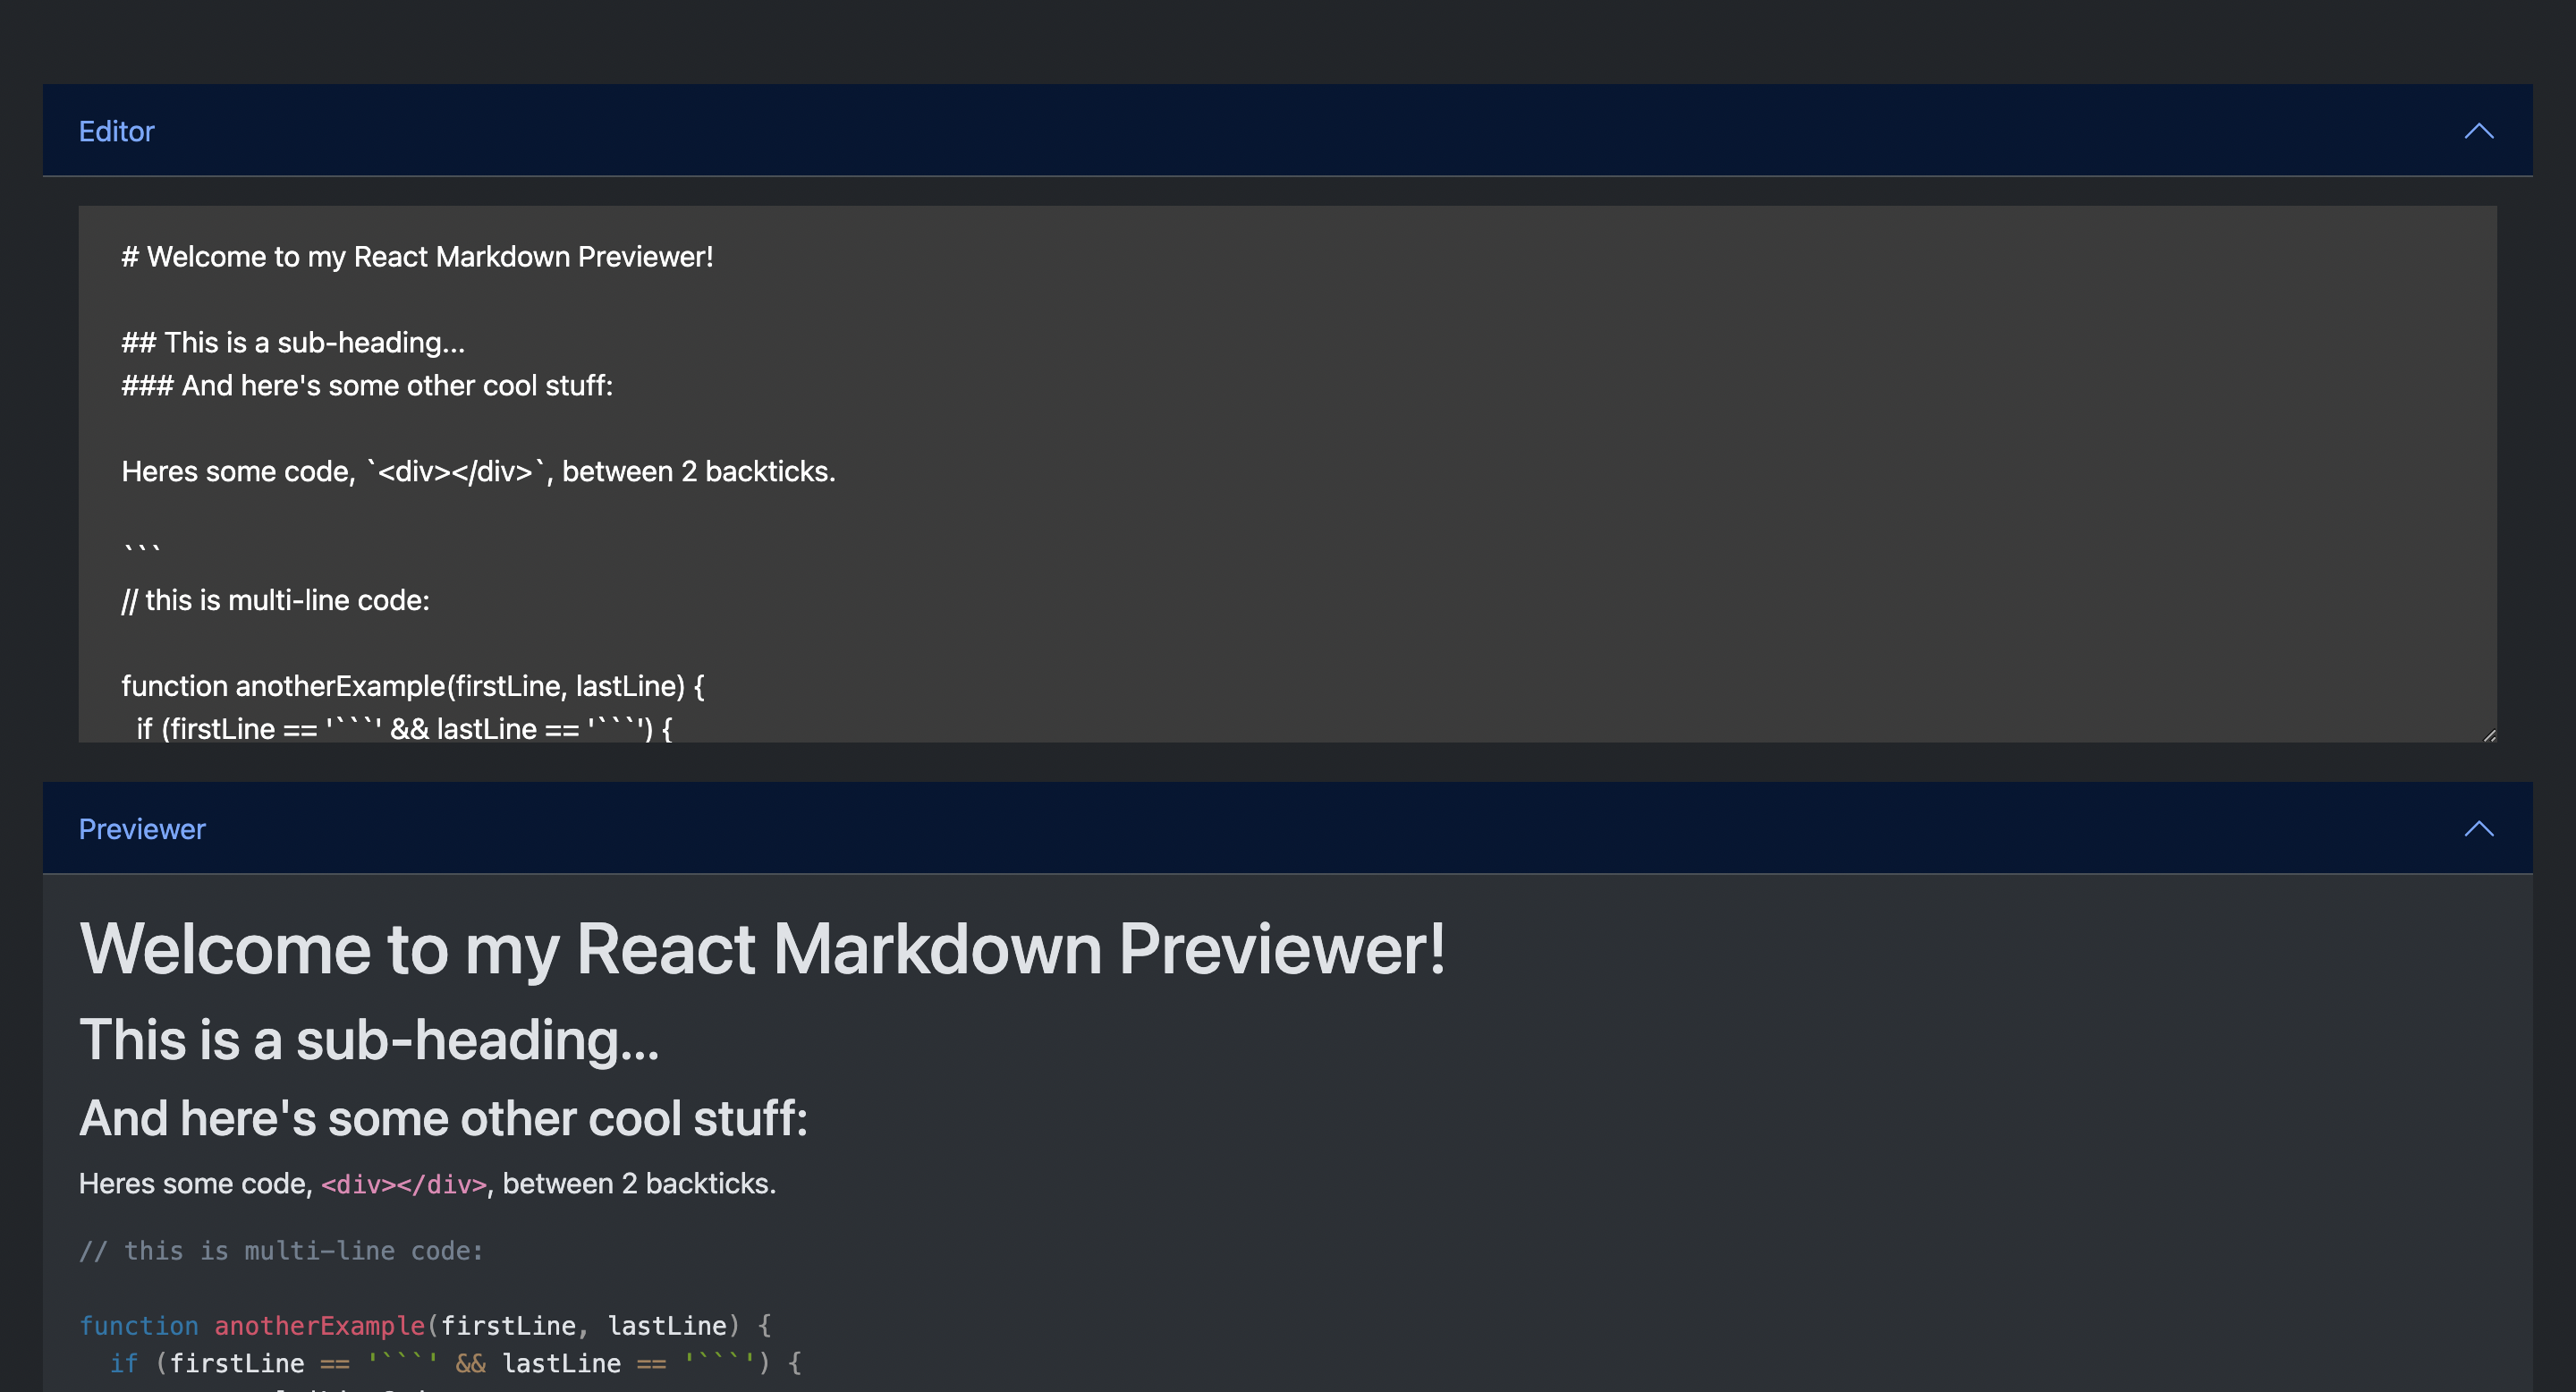 Editor
# Welcome to my React Markdown Previewer!
## This is a sub-heading...
### And here's some other cool stuff:
Heres some code, `<div></div>`, between 2 backticks.
```
// this is multi-line code:
function anotherExample(firstLine, lastLine) {
if (firstLine == '```' && lastLine == '```') {
Previewer
Welcome to my React Markdown Previewer!
This is a sub-heading...
And here's some other cool stuff:
Heres some code, <div></div>, between 2 backticks.
// this is multi-line code:
function anotherExample(firstLine, lastLine) {
if (firstLine == '```' && lastLine == '```') {